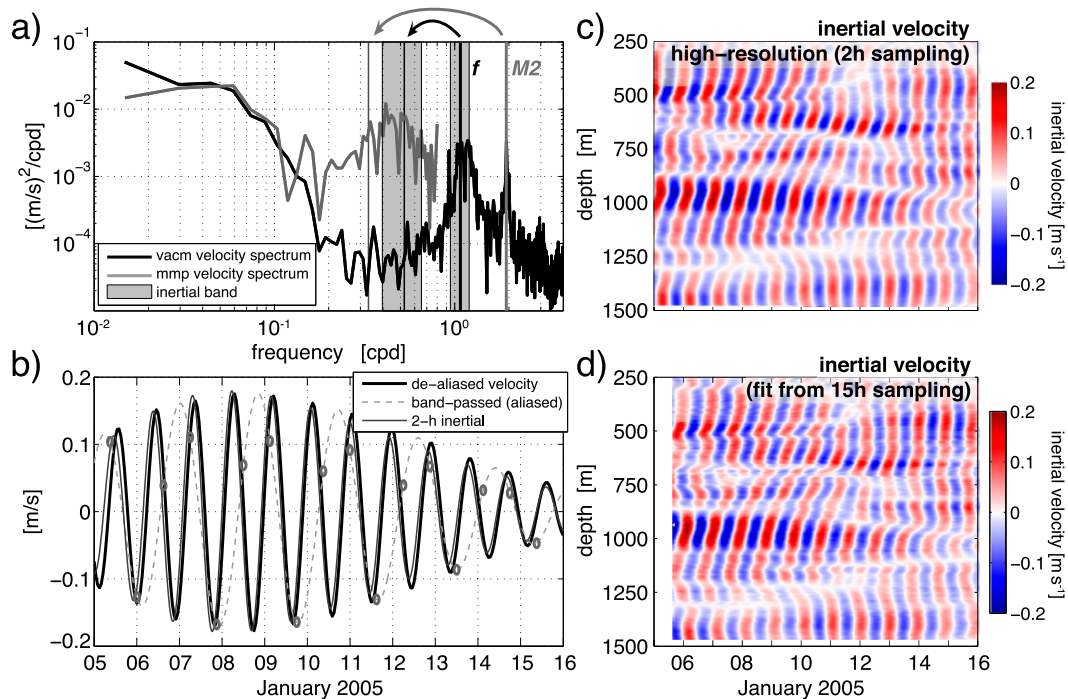 a)
10⁻¹
10⁻²
10⁻³
10⁻⁴
[(m/s)²/cpd]
f
M2
vacm velocity spectrum
mmp velocity spectrum
inertial band
10⁻²
10⁻¹
10⁰
frequency [cpd]
b)
0.2
0.1
0
−0.1
−0.2
[m/s]
de−aliased velocity
band−passed (aliased)
2−h inertial
05 06 07 08 09 10 11 12 13 14 15 16
January 2005
c)
inertial velocity
high−resolution (2h sampling)
250
500
750
1000
1250
1500
depth [m]
0.2
0.1
0
−0.1
−0.2
inertial velocity [m s⁻¹]
d)
inertial velocity
(fit from 15h sampling)
250
500
750
1000
1250
1500
depth [m]
06 08 10 12 14 16
January 2005
0.2
0.1
0
−0.1
−0.2
inertial velocity [m s⁻¹]